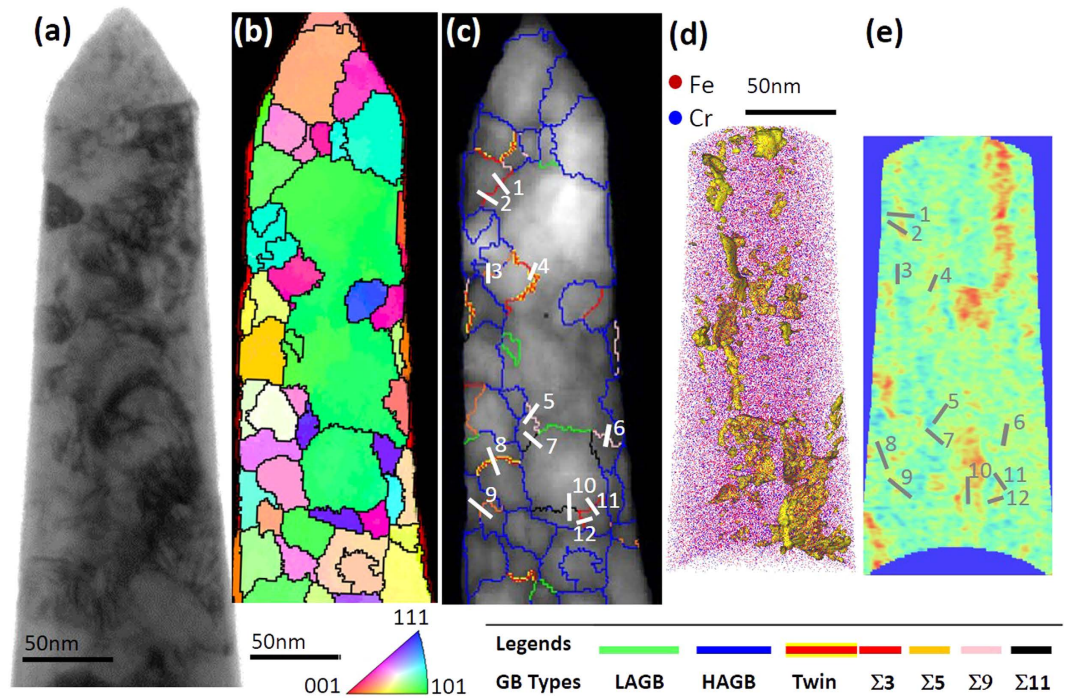 (a)
(b)
(c)
(d)
(e)
Fe
Cr
50nm
1
2
3
4
5
6
7
8
9
10
11
12
1
2
3
4
5
6
7
8
9
10
11
12
50nm
50nm
111
001
101
Legends
GB Types LAGB HAGB Twin Σ3 Σ5 Σ9 Σ11